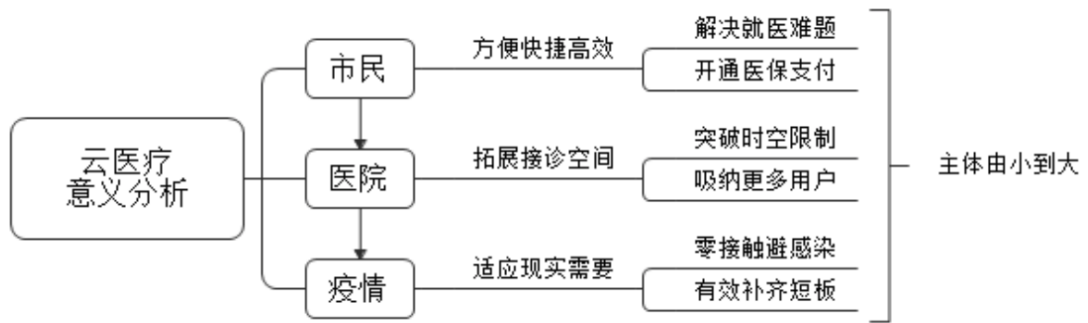 云医疗
意义分析
市民
方便快捷高效
解决就医难题
开通医保支付
医院
拓展接诊空间
突破时空限制
吸纳更多用户
疫情
适应现实需要
零接触避感染
有效补齐短板
主体由小到大